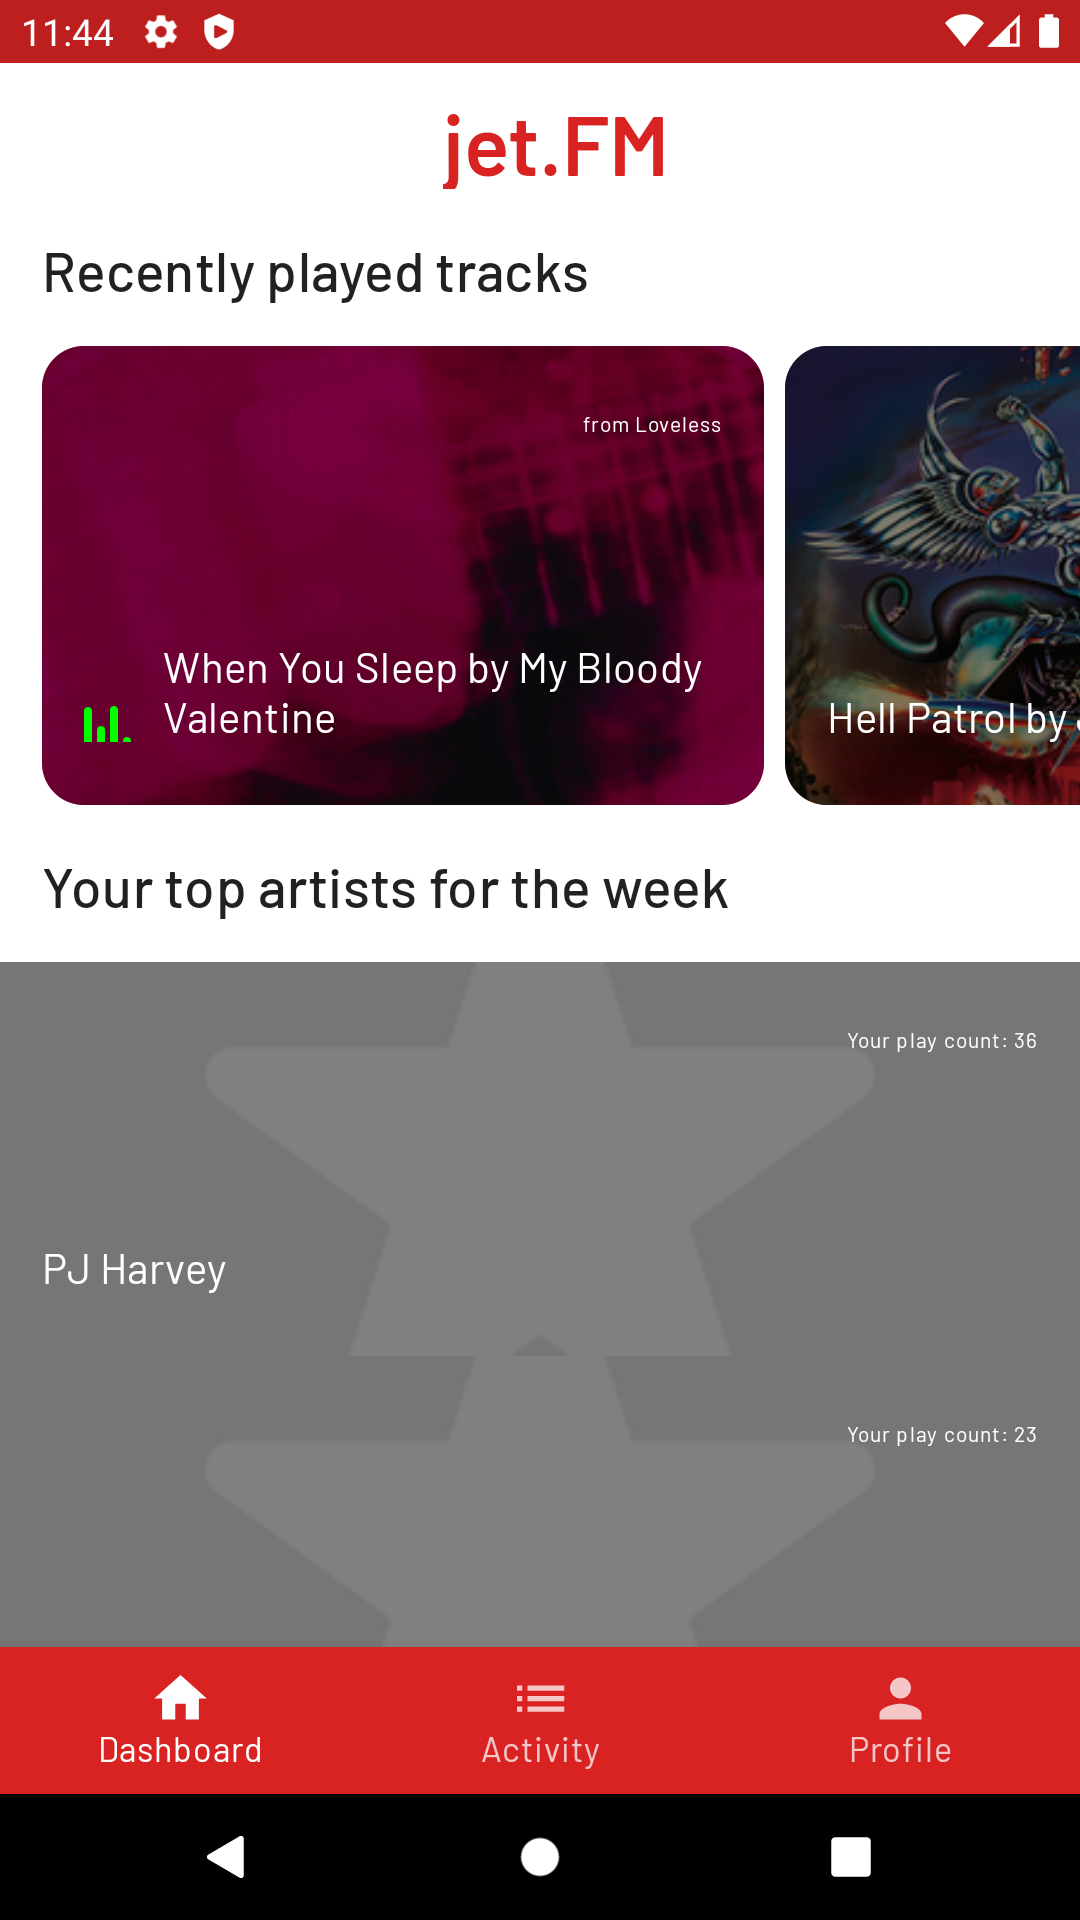 11:44
jet.FM
Recently played tracks
from Loveless
When You Sleep by My Bloody
Valentine
Hell Patrol by
Your top artists for the week
Your play count: 36
PJ Harvey
Your play count: 23
Dashboard
Activity
Profile